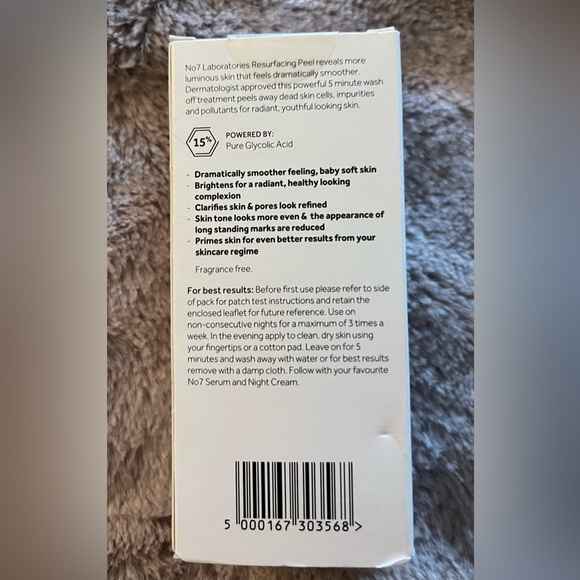 No7 Laboratories Resurfacing Peel reveals more
luminous skin that feels dramatically smoother.
Dermatologist approved this powerful 5 minute wash
off treatment peels away dead skin cells, impurities
and pollutants for radiant, youthful looking skin.
15%
POWERED BY:
Pure Glycolic Acid
- Dramatically smoother feeling, baby soft skin
- Brightens for a radiant, healthy looking
complexion
- Clarifies skin & pores look refined
- Skin tone looks more even & the appearance of
long standing marks are reduced
- Primes skin for even better results from your
skincare regime
Fragrance free.
For best results: Before first use please refer to side
of pack for patch test instructions and retain the
enclosed leaflet for future reference. Use on
non-consecutive nights for a maximum of 3 times a
week. In the evening apply to clean, dry skin using
your fingertips or a cotton pad. Leave on for 5
minutes and wash away with water or for best results
remove with a damp cloth. Follow with your favourite
No7 Serum and Night Cream.
5 000167 303568 >